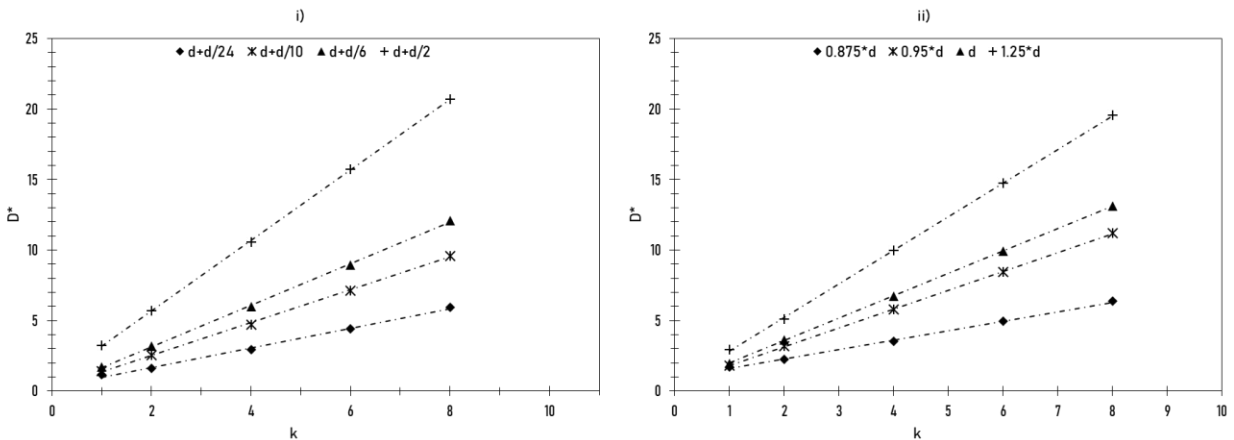 i)
25
◆ d+d/24 ж d+d/10 ▲ d+d/6 + d+d/2
20
15
D*
10
5
0
0 2 4 6 8 10
k
ii)
25
◆ 0.875*d ж 0.95*d ▲ d + 1.25*d
20
15
D*
10
5
0
0 1 2 3 4 5 6 7 8 9 10
k